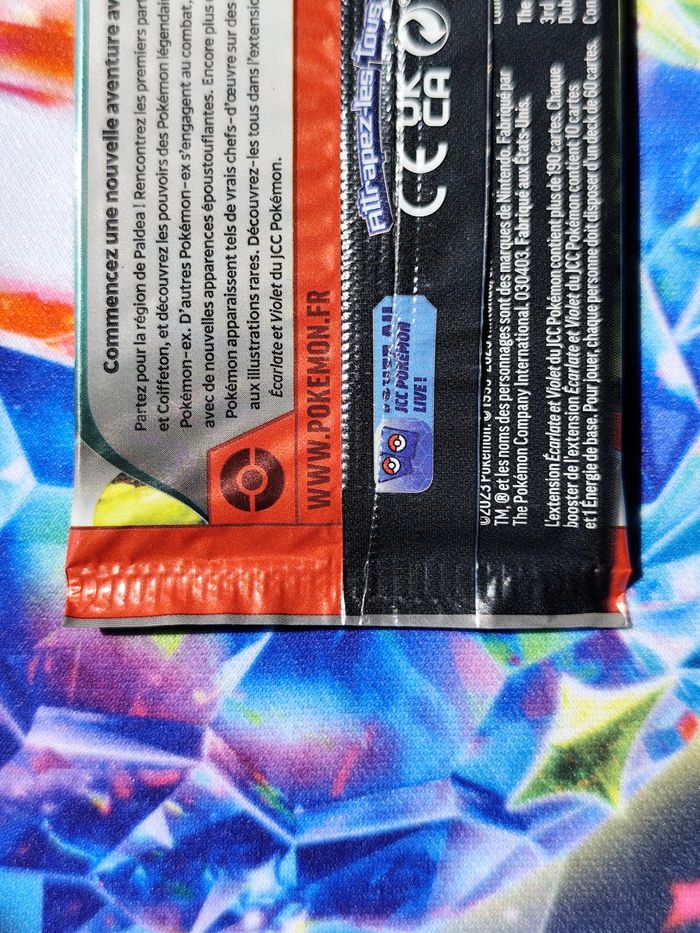 Commencez une nouvelle aventure
Partez pour la région de Paldea ! Rencontrez les premiers
et Coiffeton, et découvrez les pouvoirs des Pokémon
Pokémon-ex. D'autres Pokémon-ex s'engagent au combat,
avec de nouvelles apparences époustouflantes. Encore plus
Pokémon apparaissent tels de vrais chefs-d'œuvre sur des
aux illustrations rares. Découvrez-les tous dans
Écarlate et Violet du JCC Pokémon.
WWW.POKEMON.FR
Attrapez-les Tous
CE UK
CA
AU
JCC POKÉMON
LIVE !
The
3rd
©2023 Pokémon.
TM, ® et les noms des personnages sont des marques de Nintendo. Fabriqué par
The Pokémon Company International. 030403. Fabriqué aux États-Unis.
L'extension Écarlate et Violet du JCC Pokémon contient plus de 190 cartes. Chaque
booster de l'extension Écarlate et Violet du JCC Pokémon contient 10 cartes
et 1 Énergie de base. Pour jouer, chaque personne doit disposer d'un deck de 60 cartes.